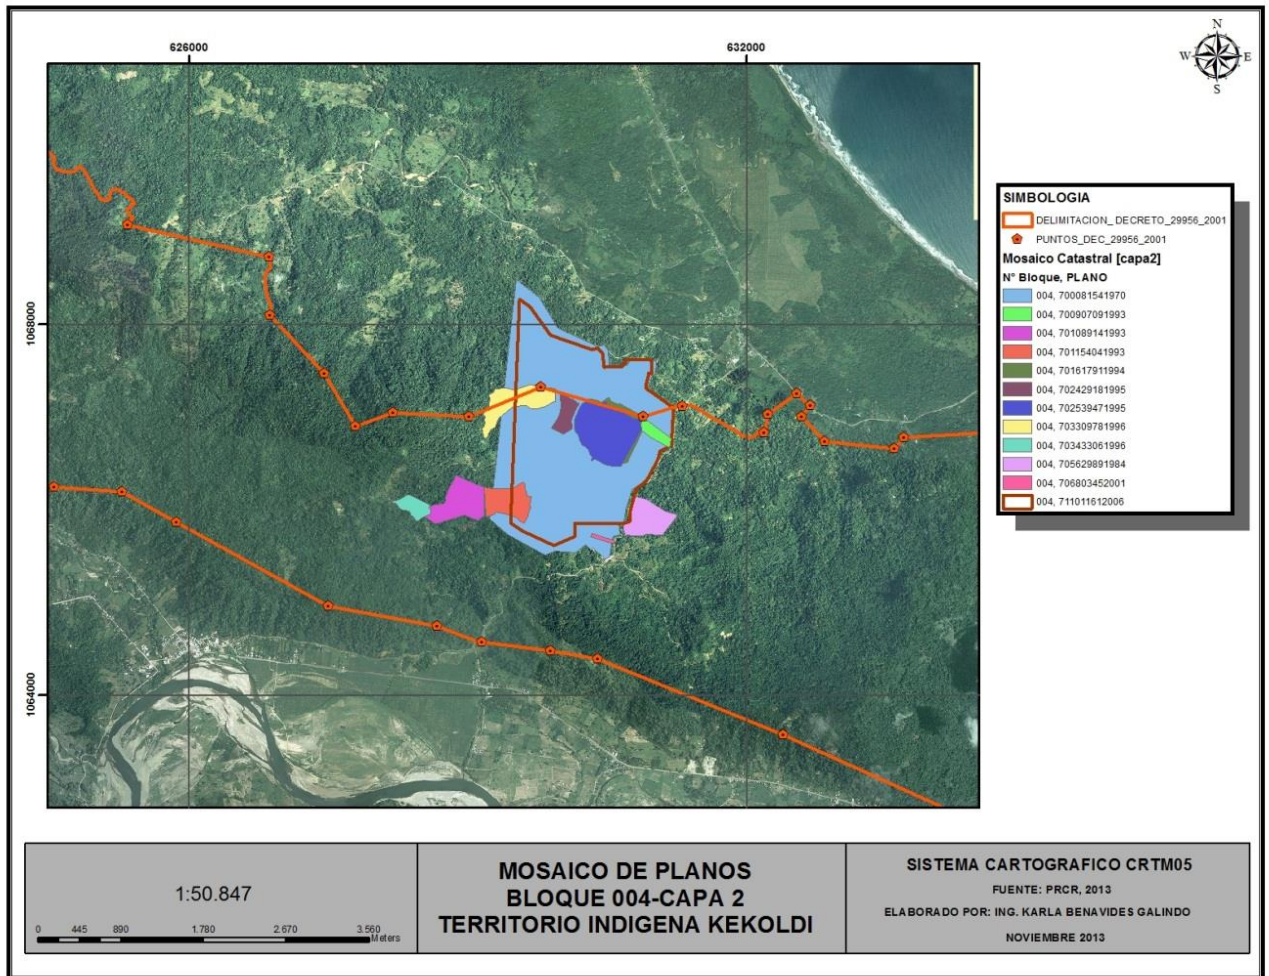 N
W E
S
626000 632000
1068000
1064000
SIMBOLOGIA
DELIMITACION_DECRETO_29956_2001
PUNTOS_DEC_29956_2001
Mosaico Catastral [capa2]
N° Bloque, PLANO
004, 700081541970
004, 700907091993
004, 701089141993
004, 701154041993
004, 701617911994
004, 702429181995
004, 702539471995
004, 703309781996
004, 703433061996
004, 705629891984
004, 706803452001
004, 711011612006
1:50.847
0 445 890 1.780 2.670 3.560
Meters
MOSAICO DE PLANOS
BLOQUE 004-CAPA 2
TERRITORIO INDIGENA KEKOLDI
SISTEMA CARTOGRAFICO CRTM05
FUENTE: PRCR, 2013
ELABORADO POR: ING. KARLA BENAVIDES GALINDO
NOVIEMBRE 2013